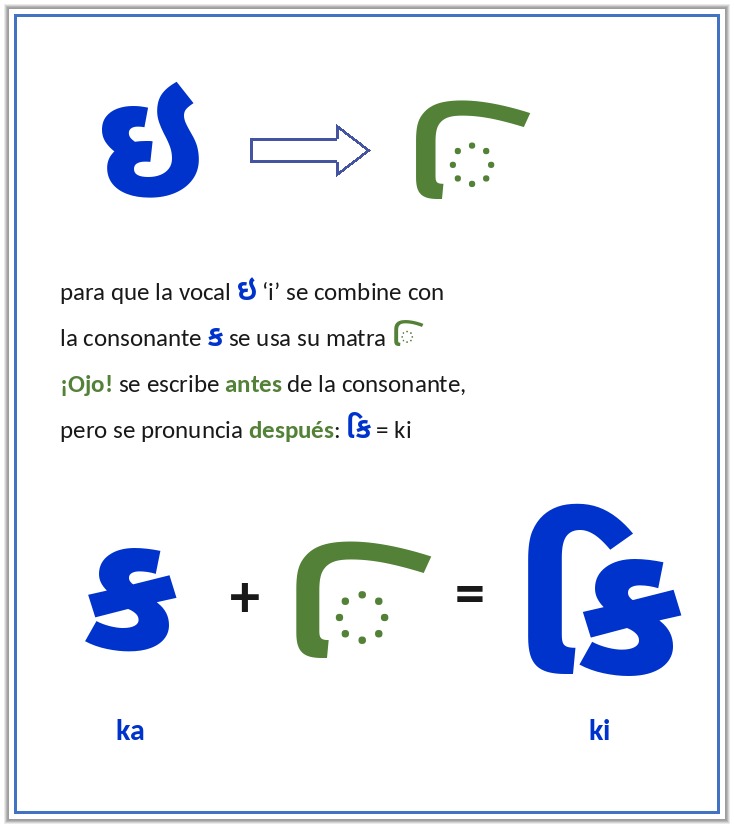 ઇ િ
para que la vocal ઇ ‘i’ se combine con
la consonante ક se usa su matra િ
¡Ojo! se escribe antes de la consonante,
pero se pronuncia después: કિ = ki
ક + િ = કિ
ka ki